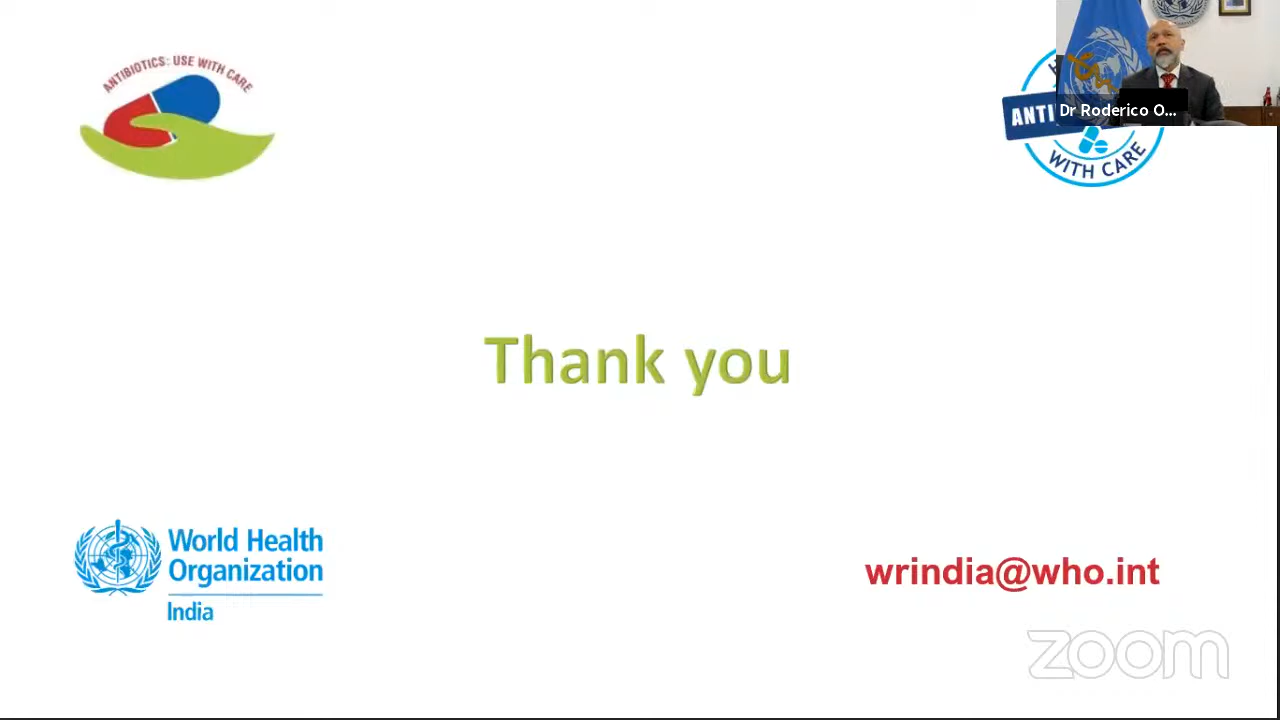 ANTIBIOTICS: USE WITH CARE
Dr Roderico O...
ANTI
WITH CARE
Thank you
World Health
Organization
India
wrindia@who.int
zoom